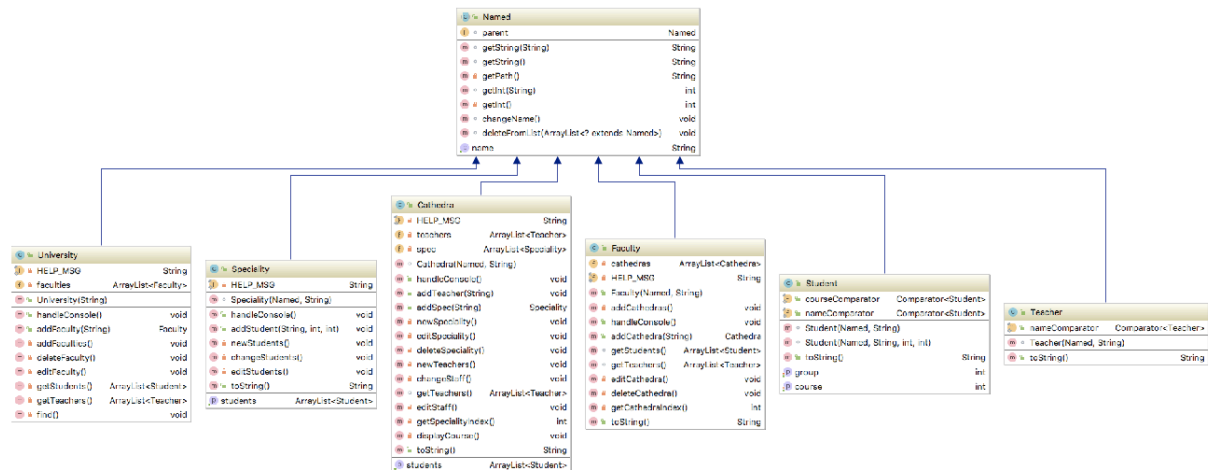 Named
parent Named
getString(String) String
getString() String
getPath() String
getInt(String) int
getInt() int
changeName() void
deleteFromList(ArrayList<? extends Named>) void
name String
University
HELP_MSG String
faculties ArrayList<Faculty>
University(String)
handleConsole() void
addFaculty(String) Faculty
addFaculties() void
deleteFaculty() void
editFaculty() void
getStudents() ArrayList<Student>
getTeachers() ArrayList<Teacher>
find() void
Speciality
HELP_MSG String
Speciality(Named, String)
handleConsole() void
addStudent(String, int, int) void
newStudents() void
changeStudents() void
editStudents() void
toString() String
students ArrayList<Student>
Cathedra
HELP_MSG String
teachers ArrayList<Teacher>
spec ArrayList<Speciality>
Cathedra(Named, String)
handleConsole() void
addTeacher(String) void
addSpec(String) Speciality
newSpeciality() void
editSpeciality() void
deleteSpeciality() void
newTeachers() void
changeStaff() void
getTeachers() ArrayList<Teacher>
editStaff() void
getSpecialityIndex() int
displayCourse() void
toString() String
students ArrayList<Student>
Faculty
cathedras ArrayList<Cathedra>
HELP_MSG String
Faculty(Named, String)
addCathedras() void
handleConsole() void
addCathedra(String) Cathedra
getStudents() ArrayList<Student>
getTeachers() ArrayList<Teacher>
editCathedra() void
deleteCathedra() void
getCathedraIndex() int
toString() String
Student
courseComparator Comparator<Student>
nameComparator Comparator<Student>
Student(Named, String)
Student(Named, String, int, int)
toString() String
group int
course int
Teacher
nameComparator Comparator<Teacher>
Teacher(Named, String)
toString() String